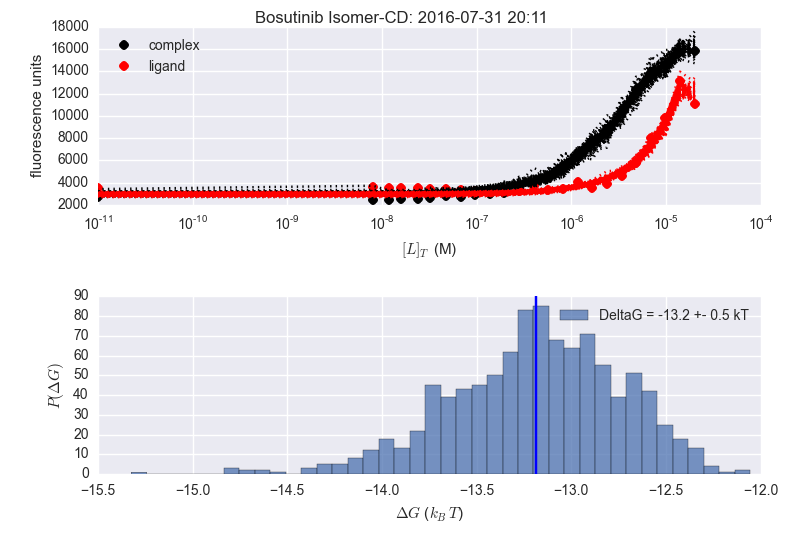 Bosutinib Isomer-CD: 2016-07-31 20:11
fluorescence units
18000
16000
14000
12000
10000
8000
6000
4000
2000
complex
ligand
10^-11 10^-10 10^-9 10^-8 10^-7 10^-6 10^-5 10^-4
[L]_T (M)
P(ΔG)
90
80
70
60
50
40
30
20
10
0
DeltaG = -13.2 +- 0.5 kT
−15.5 −15.0 −14.5 −14.0 −13.5 −13.0 −12.5 −12.0
ΔG (k_B T)